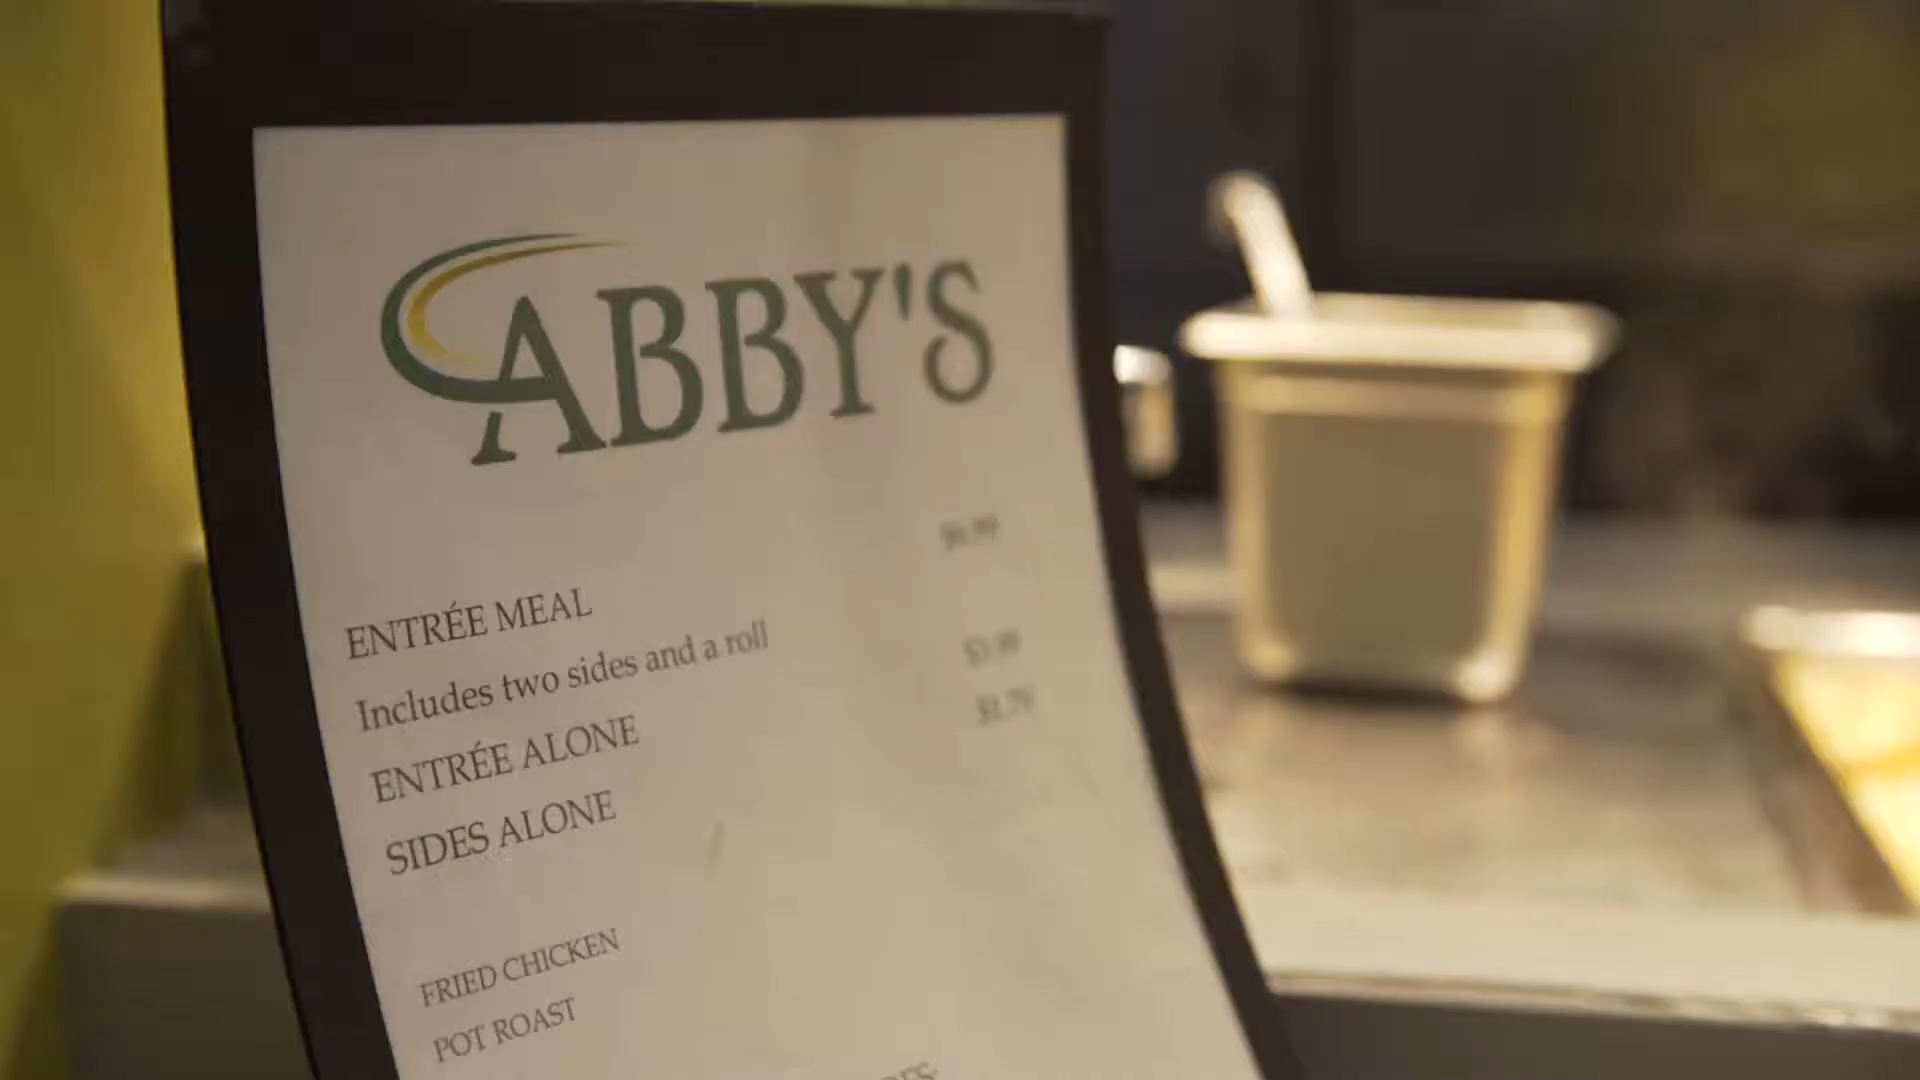 ABBY'S
ENTRÉE MEAL
Includes two sides and a roll
ENTRÉE ALONE
SIDES ALONE
FRIED CHICKEN
POT ROAST